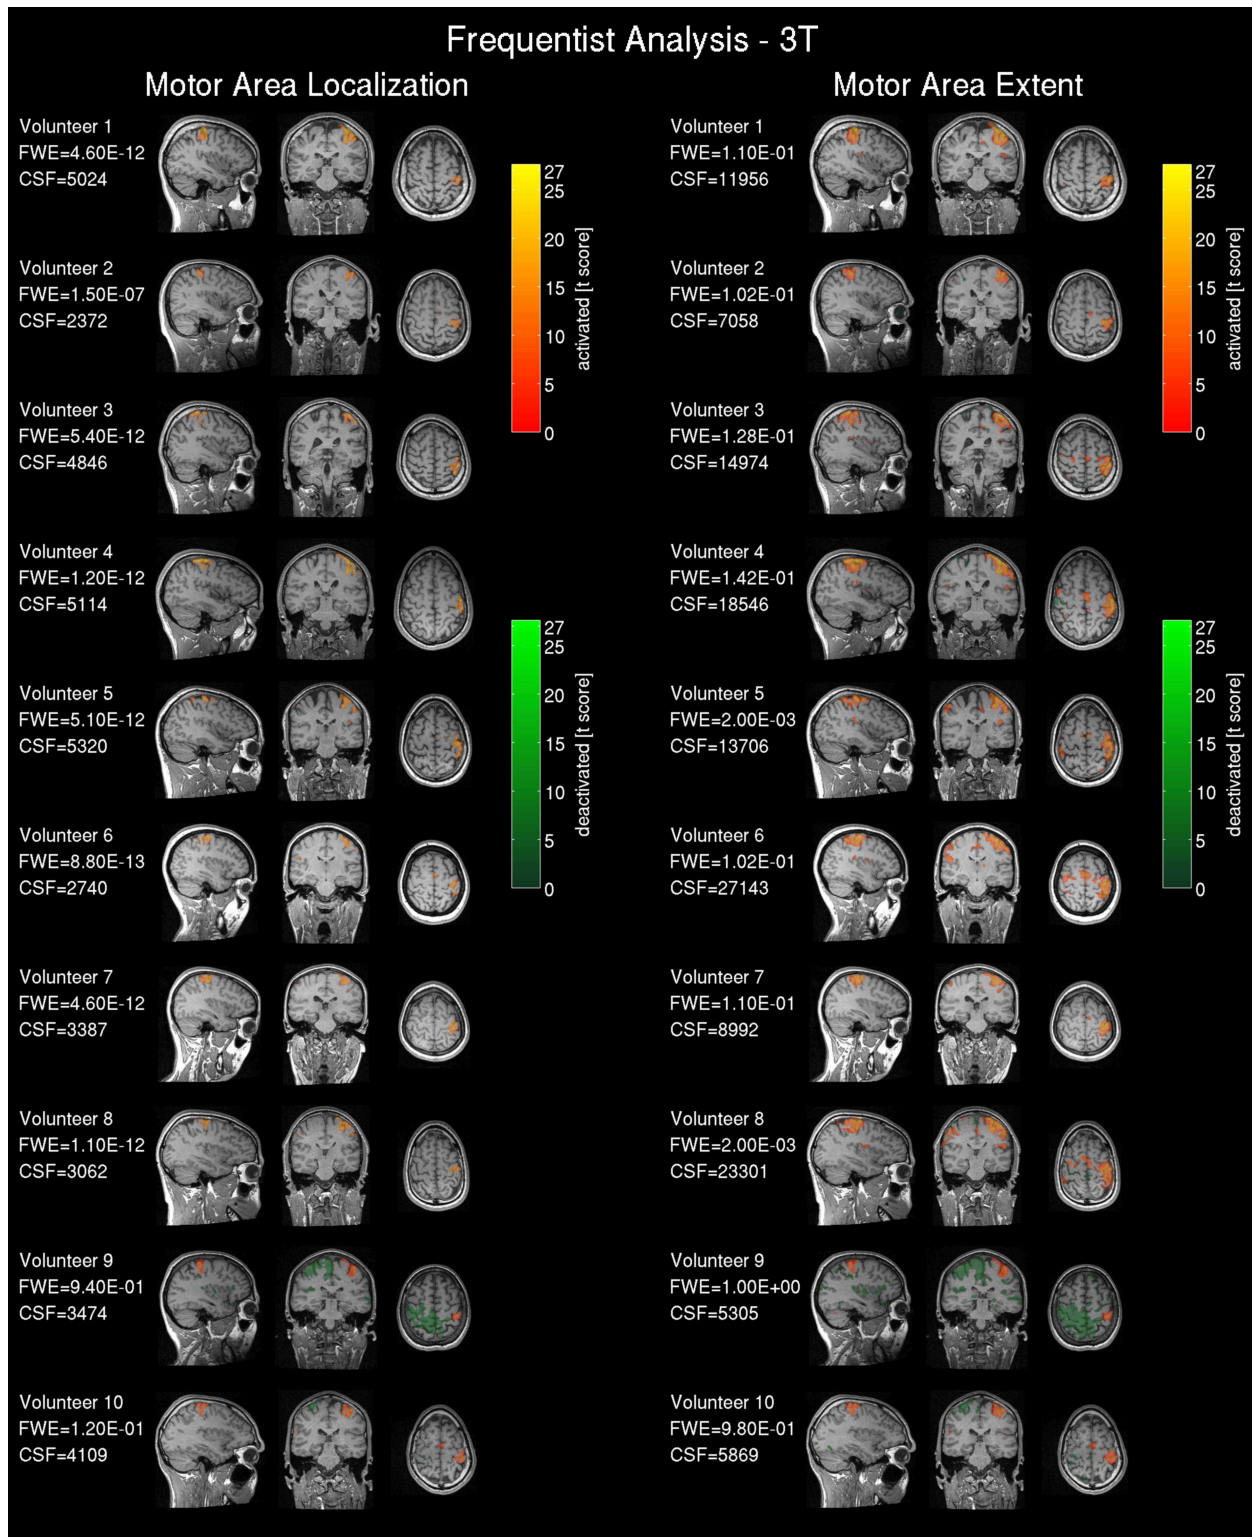 Frequentist Analysis - 3T
Motor Area Localization
Volunteer 1
FWE=4.60E-12
CSF=5024
Volunteer 2
FWE=1.50E-07
CSF=2372
Volunteer 3
FWE=5.40E-12
CSF=4846
Volunteer 4
FWE=1.20E-12
CSF=5114
Volunteer 5
FWE=5.10E-12
CSF=5320
Volunteer 6
FWE=8.80E-13
CSF=2740
Volunteer 7
FWE=4.60E-12
CSF=3387
Volunteer 8
FWE=1.10E-12
CSF=3062
Volunteer 9
FWE=9.40E-01
CSF=3474
Volunteer 10
FWE=1.20E-01
CSF=4109
27
25
20
15
10
5
0
activated [t score]
27
25
20
15
10
5
0
deactivated [t score]
Motor Area Extent
Volunteer 1
FWE=1.10E-01
CSF=11956
Volunteer 2
FWE=1.02E-01
CSF=7058
Volunteer 3
FWE=1.28E-01
CSF=14974
Volunteer 4
FWE=1.42E-01
CSF=18546
Volunteer 5
FWE=2.00E-03
CSF=13706
Volunteer 6
FWE=1.02E-01
CSF=27143
Volunteer 7
FWE=1.10E-01
CSF=8992
Volunteer 8
FWE=2.00E-03
CSF=23301
Volunteer 9
FWE=1.00E+00
CSF=5305
Volunteer 10
FWE=9.80E-01
CSF=5869
27
25
20
15
10
5
0
activated [t score]
27
25
20
15
10
5
0
deactivated [t score]